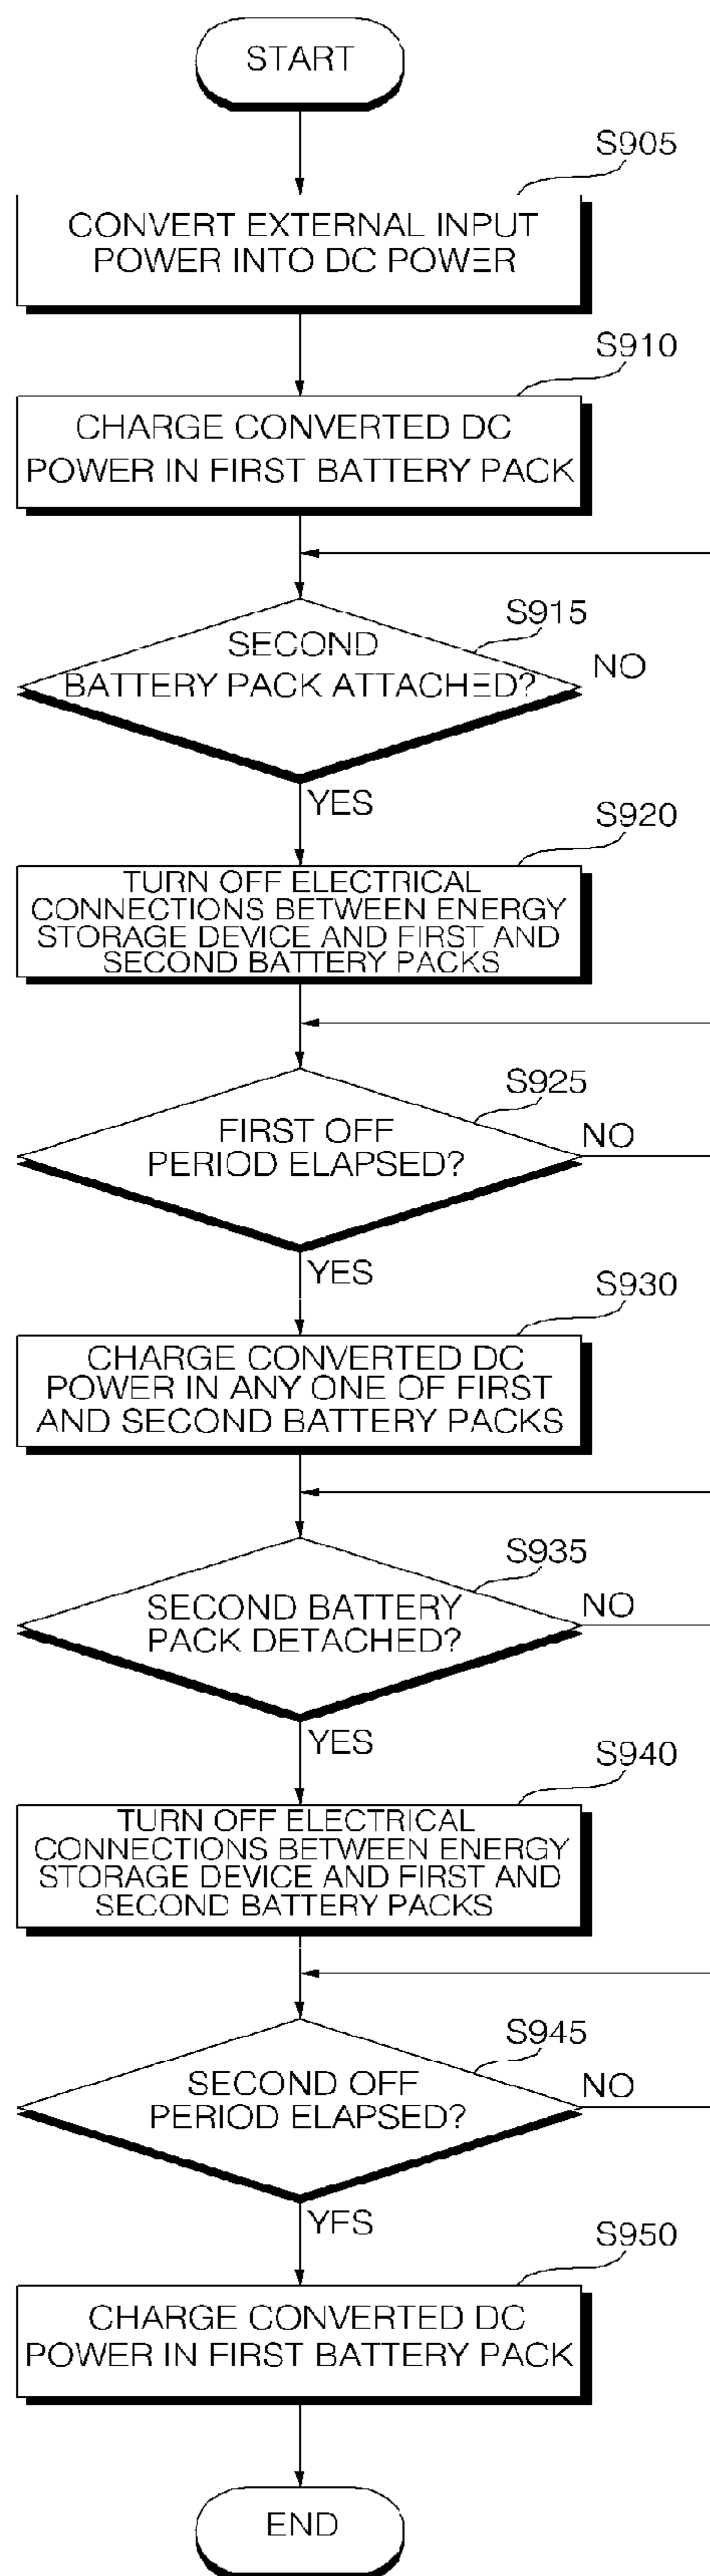 START
S905
CONVERT EXTERNAL INPUT
POWER INTO DC POWER
S910
CHARGE CONVERTED DC
POWER IN FIRST BATTERY PACK
S915
SECOND
BATTERY PACK ATTACHED?
NO
YES
S920
TURN OFF ELECTRICAL
CONNECTIONS BETWEEN ENERGY
STORAGE DEVICE AND FIRST AND
SECOND BATTERY PACKS
S925
FIRST OFF
PERIOD ELAPSED?
NO
YES
S930
CHARGE CONVERTED DC
POWER IN ANY ONE OF FIRST
AND SECOND BATTERY PACKS
S935
SECOND BATTERY
PACK DETACHED?
NO
YES
S940
TURN OFF ELECTRICAL
CONNECTIONS BETWEEN ENERGY
STORAGE DEVICE AND FIRST AND
SECOND BATTERY PACKS
S945
SECOND OFF
PERIOD ELAPSED?
NO
YES
S950
CHARGE CONVERTED DC
POWER IN FIRST BATTERY PACK
END